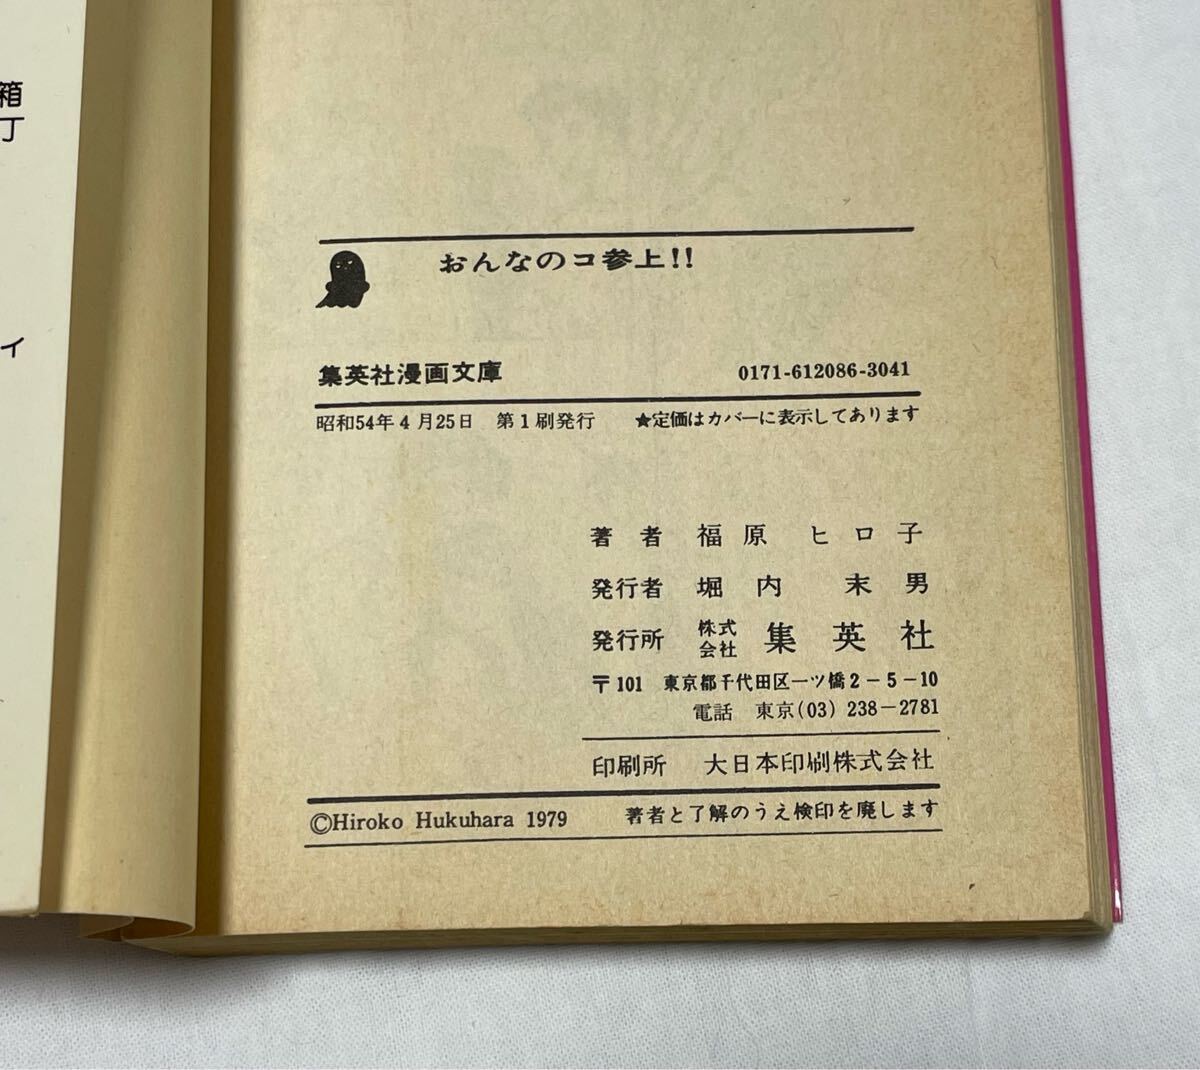 箱
丁
イ
おんなのコ参上!!
集英社漫画文庫 0171-612086-3041
昭和54年4月25日 第1刷発行 ★定価はカバーに表示してあります
著者 福原 ヒロ子
発行者 堀内 末男
発行所 株式会社 集英社
〒101 東京都千代田区一ツ橋2-5-10
電話 東京(03)238-2781
印刷所 大日本印刷株式会社
©Hiroko Hukuhara 1979 著者と了解のうえ検印を廃します